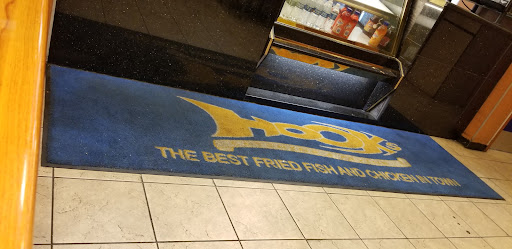 HOOK
THE BEST FRIED FISH AND CHICKEN IN TOWN